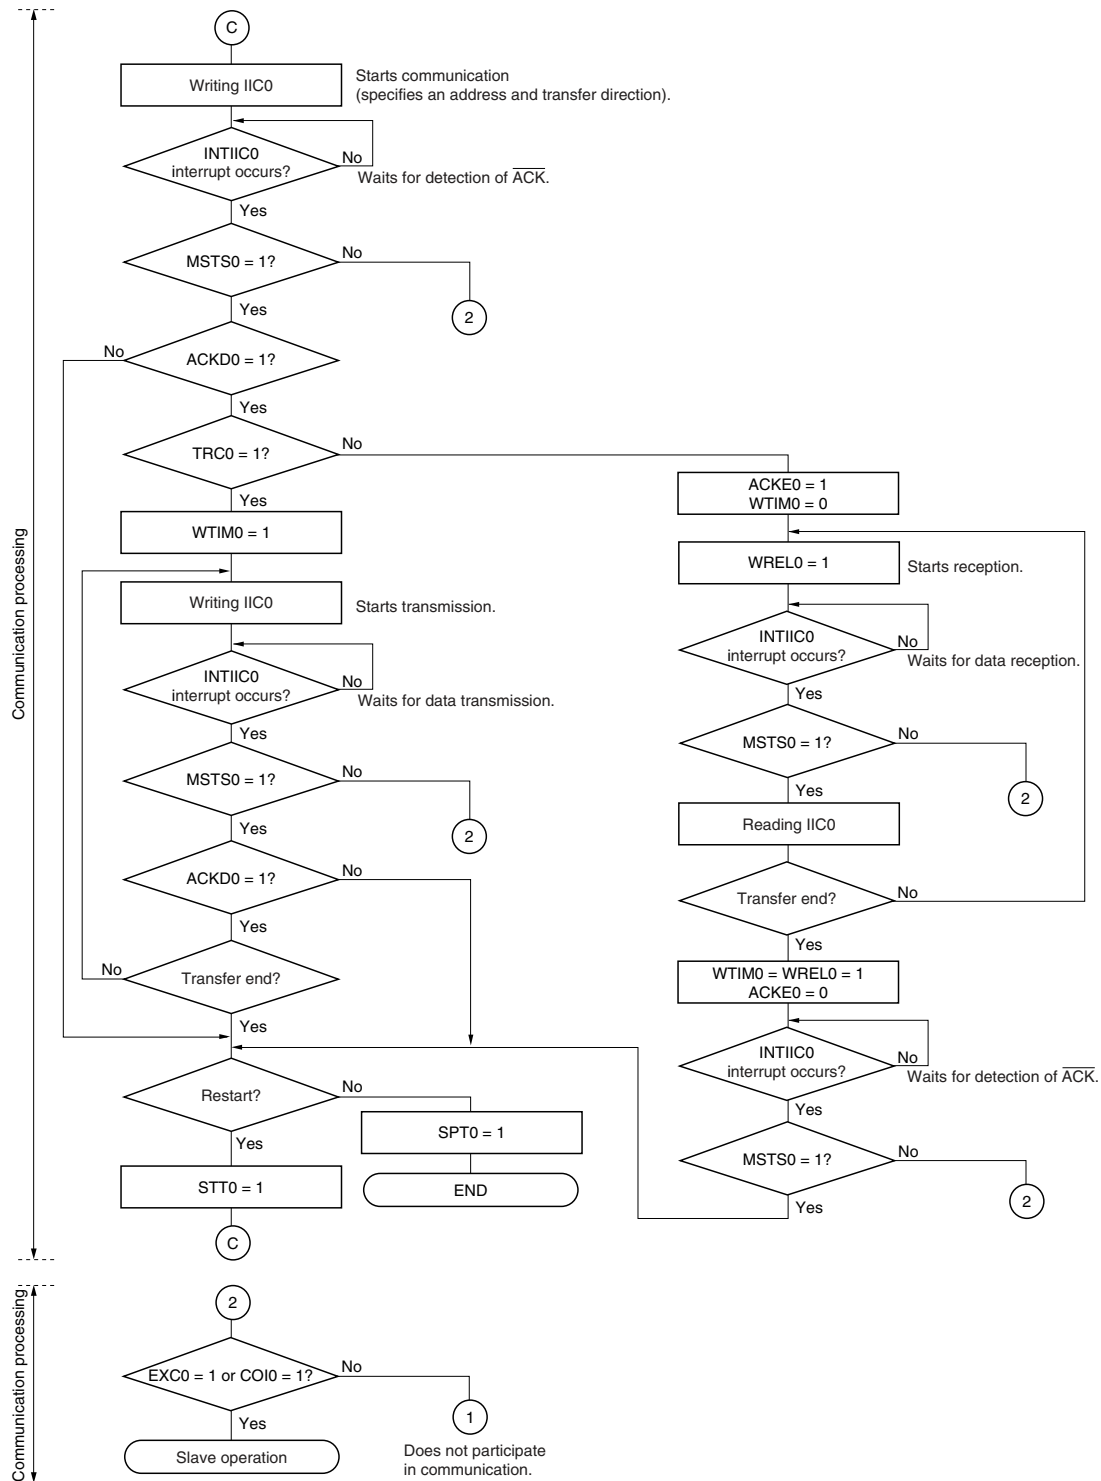 C
Writing IIC0
Starts communication
(specifies an address and transfer direction).
INTIIC0
interrupt occurs?
No
Waits for detection of ACK.
Yes
MSTS0 = 1?
No
2
Yes
No
ACKD0 = 1?
Yes
TRC0 = 1?
No
Yes
WTIM0 = 1
Writing IIC0
Starts transmission.
INTIIC0
interrupt occurs?
No
Waits for data transmission.
Yes
MSTS0 = 1?
No
2
Yes
ACKD0 = 1?
No
Yes
No
Transfer end?
Yes
Restart?
No
SPT0 = 1
END
Yes
STT0 = 1
C
ACKE0 = 1
WTIM0 = 0
WREL0 = 1
Starts reception.
INTIIC0
interrupt occurs?
No
Waits for data reception.
Yes
MSTS0 = 1?
No
2
Yes
Reading IIC0
Transfer end?
No
Yes
WTIM0 = WREL0 = 1
ACKE0 = 0
INTIIC0
interrupt occurs?
No
Waits for detection of ACK.
Yes
MSTS0 = 1?
No
2
Yes
Communication processing
2
EXC0 = 1 or COI0 = 1?
No
1
Does not participate
in communication.
Yes
Slave operation
Communication processing